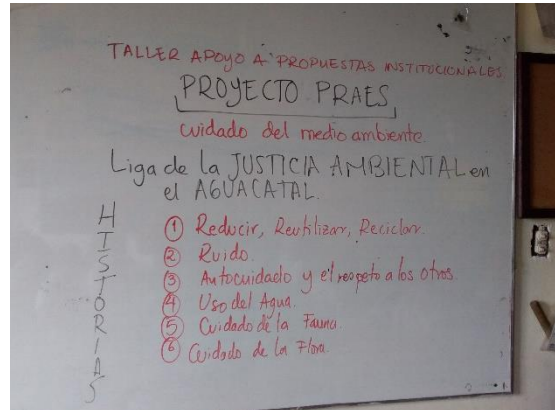 TALLER APOYO A PROPUESTAS INSTITUCIONALES.
PROYECTO PRAES
cuidado del medio ambiente.
Liga de la JUSTICIA AMBIENTAL en
el AGUACATAL.
HISTORIAS
① Reducir, Reutilizar, Reciclar.
② Ruido.
③ Autocuidado y el respeto a los otros.
④ Uso del Agua.
⑤ Cuidado de la Fauna.
⑥ Cuidado de la Flora.